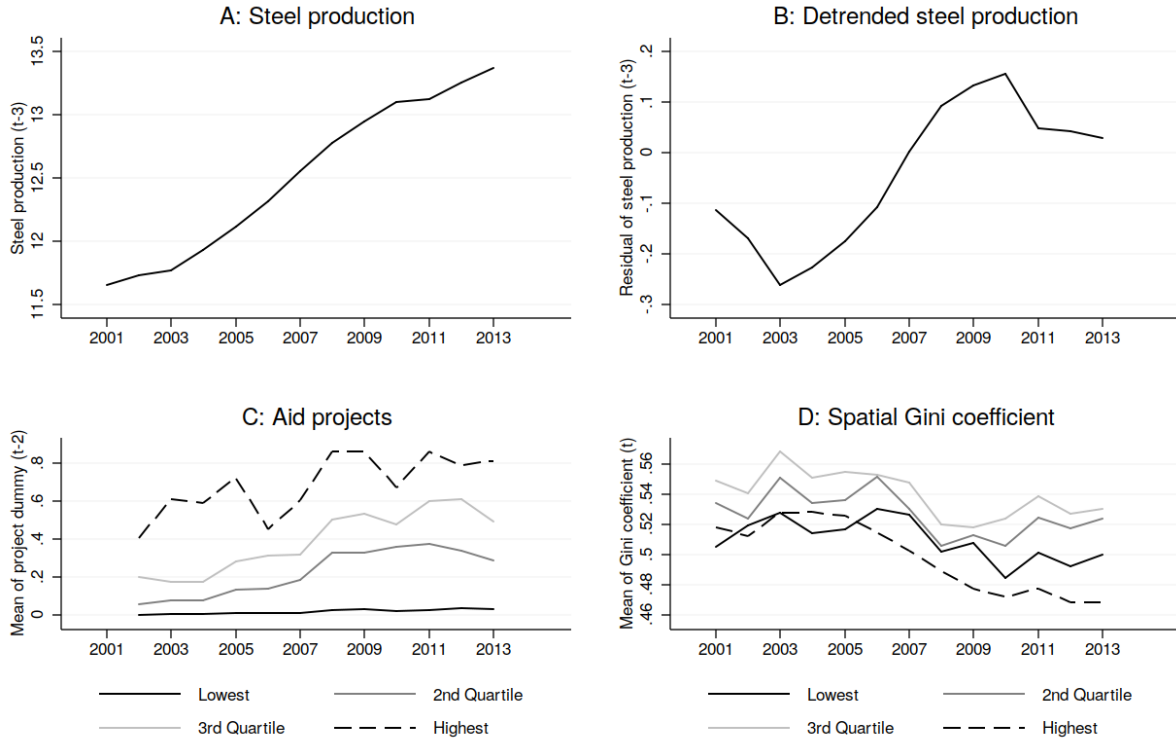 A: Steel production
Steel production (t-3)
13.5
13
12.5
12
11.5
2001 2003 2005 2007 2009 2011 2013
B: Detrended steel production
Residual of steel production (t-3)
.2
.1
0
-.1
-.2
-.3
2001 2003 2005 2007 2009 2011 2013
C: Aid projects
Mean of project dummy (t-2)
.8
.6
.4
.2
0
2001 2003 2005 2007 2009 2011 2013
Lowest 2nd Quartile
3rd Quartile Highest
D: Spatial Gini coefficient
Mean of Gini coefficient (t)
.56
.54
.52
.5
.48
.46
2001 2003 2005 2007 2009 2011 2013
Lowest 2nd Quartile
3rd Quartile Highest